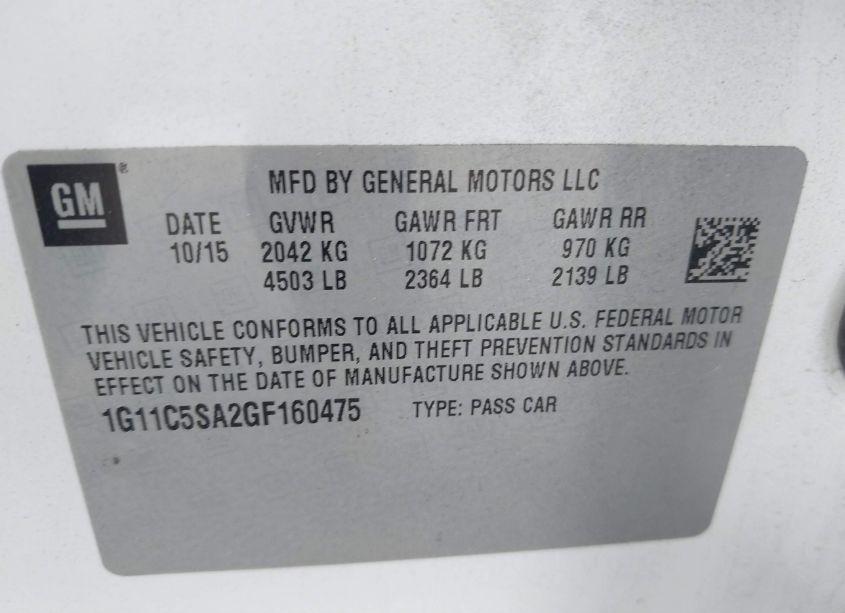 GM
®
MFD BY GENERAL MOTORS LLC
DATE GVWR GAWR FRT GAWR RR
10/15 2042 KG 1072 KG 970 KG
4503 LB 2364 LB 2139 LB
THIS VEHICLE CONFORMS TO ALL APPLICABLE U.S. FEDERAL MOTOR
VEHICLE SAFETY, BUMPER, AND THEFT PREVENTION STANDARDS IN
EFFECT ON THE DATE OF MANUFACTURE SHOWN ABOVE.
1G11C5SA2GF160475 TYPE: PASS CAR